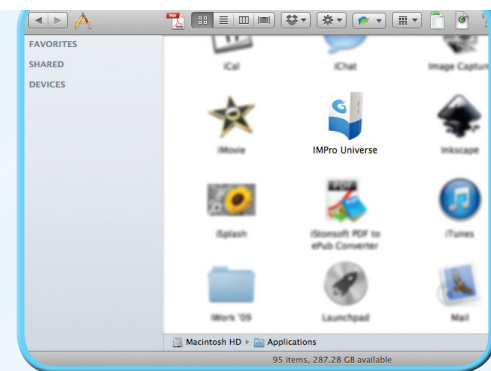 PDF
FAVORITES
SHARED
DEVICES
iCal
iChat
Image Captur
iMovie
IMPro Universe
Inkscape
iSplash
iStonsoft PDF to
ePub Converter
iTunes
iWork '09
Launchpad
Mail
Macintosh HD ▸ Applications
95 items, 287.28 GB available